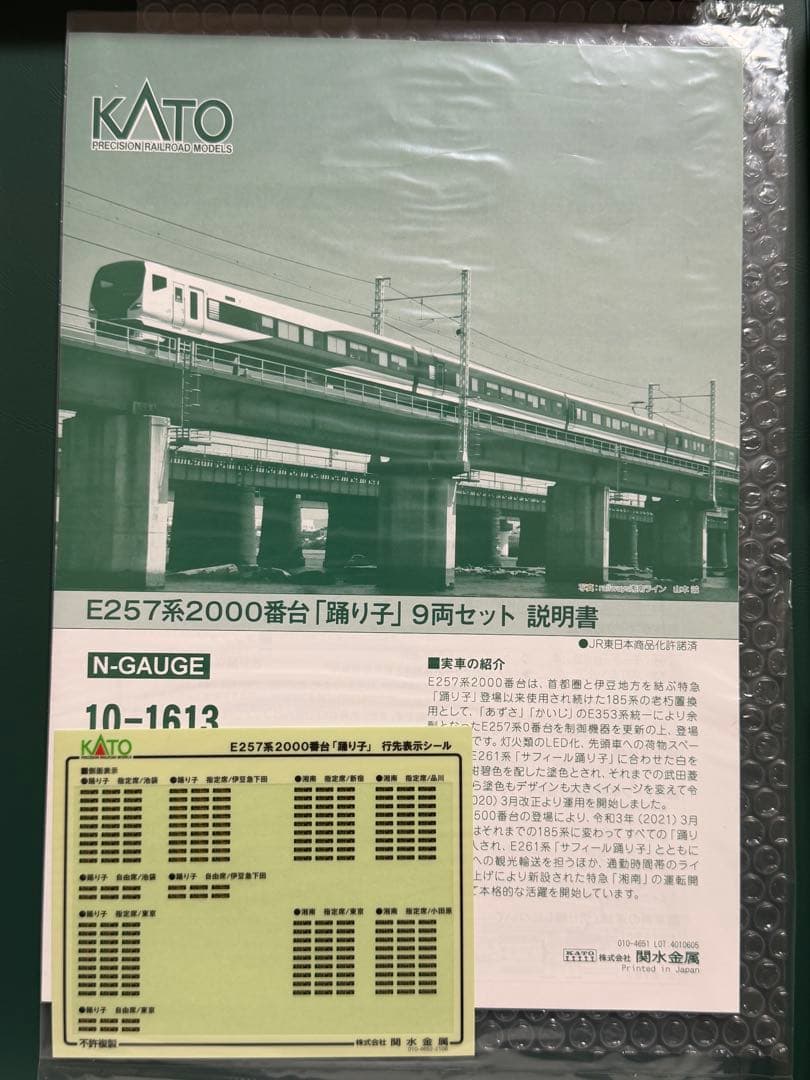 KATO
PRECISION RAILROAD MODELS
E257系2000番台「踊り子」9両セット 説明書
●JR東日本商品化許諾済
N-GAUGE
10-1613
■実車の紹介
E257系2000番台は、首都圏と伊豆地方を結ぶ特急
「踊り子」登場以来使用され続けた185系の老朽置換
用として、「あずさ」「かいじ」のE353系統一により余
となったE257系0番台を制御機器を更新の上、登場
です。灯火類のLED化、先頭車への荷物スペー
E261系「サフィール踊り子」に合わせた白を
紺碧色を配した塗色とされ、それまでの武田菱
ら塗色もデザインも大きくイメージを変えて令
020）3月改正より運用を開始しました。
500番台の登場により、令和3年（2021）3月
はそれまでの185系に変わってすべての「踊り
入され、E261系「サフィール踊り子」とともに
への観光輸送を担うほか、通勤時間帯のライ
上げにより新設された特急「湘南」の運転開
て本格的な活躍を開始しています。
010-4651 LOT 4010605
KATO 株式会社 関水金属
Printed in Japan
KATO
E257系2000番台「踊り子」 行先表示シール
■側面表示
●踊り子 指定席/池袋 ●踊り子 指定席/伊豆急下田 ●湘南 指定席/新宿 ●湘南 指定席/品川
●踊り子 自由席/池袋 ●踊り子 自由席/伊豆急下田
●踊り子 指定席/東京 ●湘南 指定席/東京 ●湘南 指定席/小田原
●踊り子 自由席/東京
不許複製
株式会社 関水金属